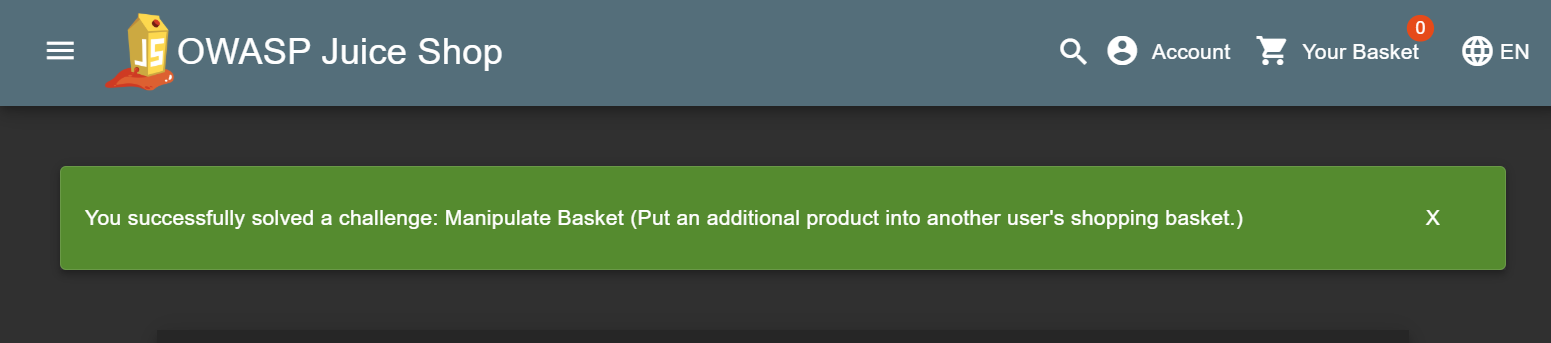 JS OWASP Juice Shop Account Your Basket 0 EN
You successfully solved a challenge: Manipulate Basket (Put an additional product into another user's shopping basket.) X